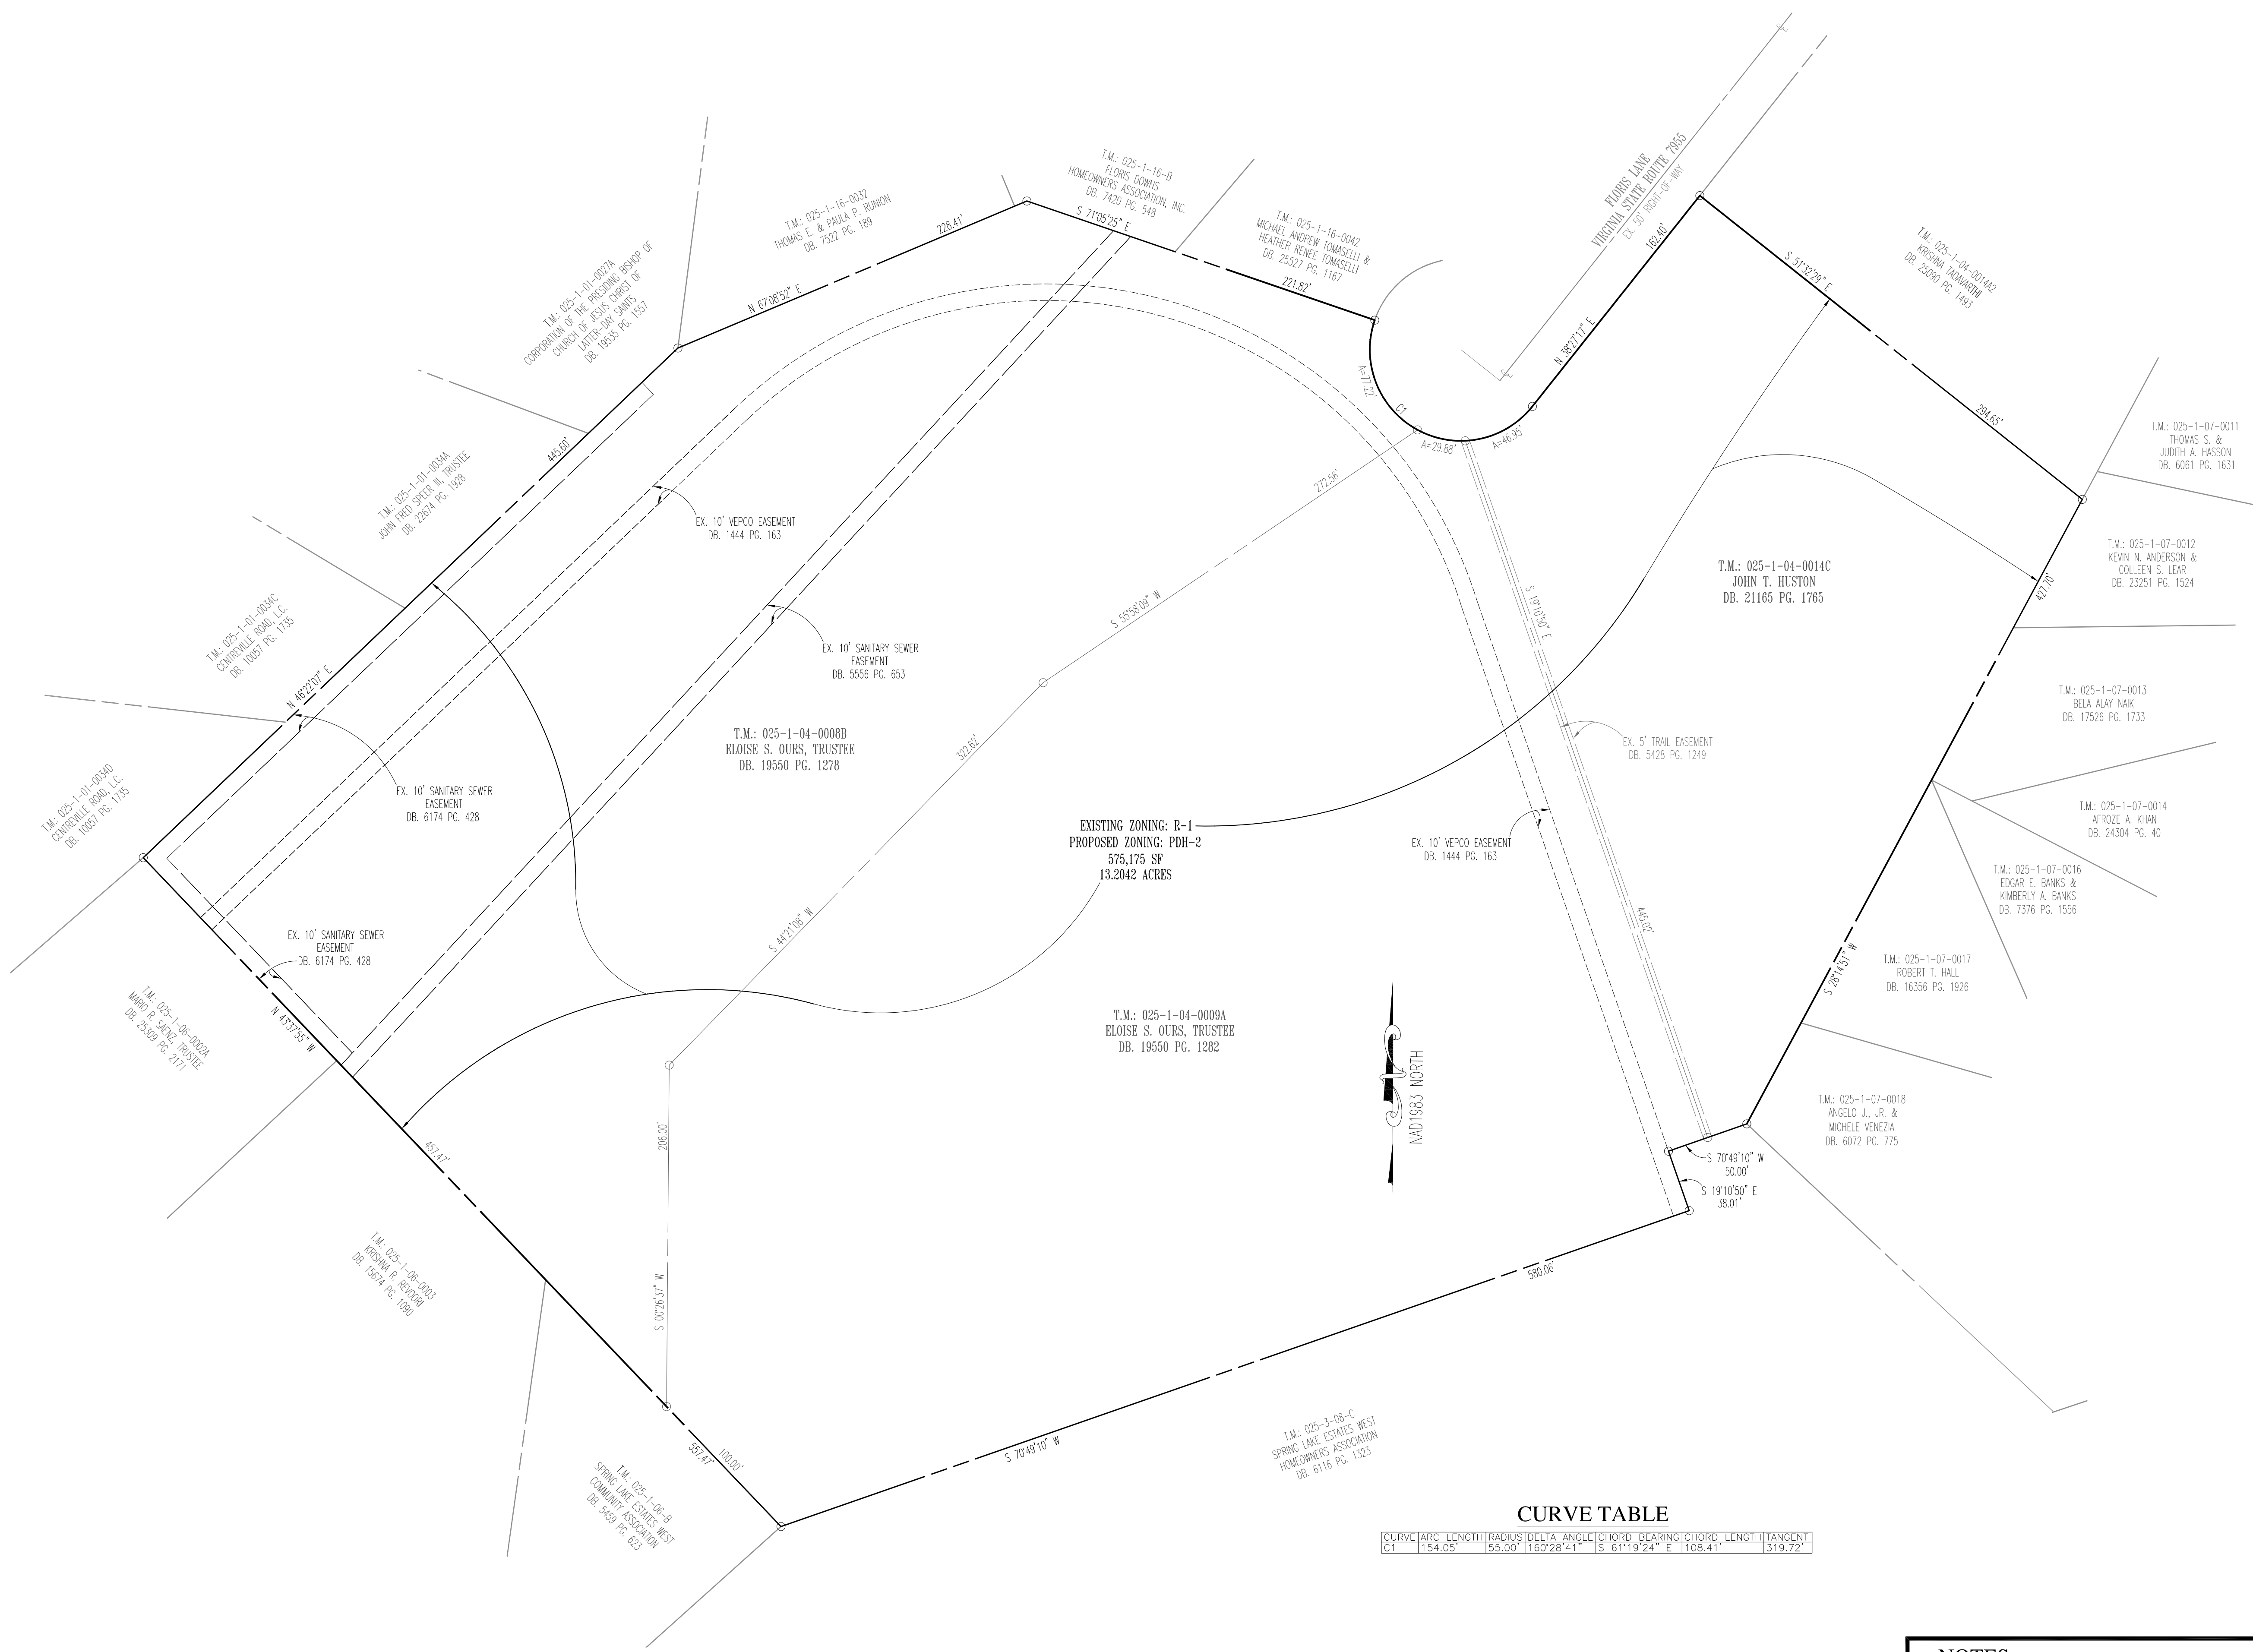 FLORIS LANE
VIRGINIA STATE ROUTE 7955
EX. 50' RIGHT-OF-WAY
T.M.: 025-1-16-B
FLORIS DOWNS
HOMEOWNERS ASSOCIATION, INC.
DB. 7420 PG. 548
S 71°05'25" E
T.M.: 025-1-16-0032
THOMAS E. & PAULA P. RUNION
DB. 7522 PG. 189
228.41'
N 67°08'52" E
T.M.: 025-1-16-0042
MICHAEL ANDREW TOMASELLI &
HEATHER RENEE TOMASELLI
DB. 25527 PG. 1167
221.82'
162.40'
N 38°27'17" E
S 51°32'29" E
294.65'
T.M.: 025-1-04-0014A2
KRISHNA TADAVARTHI
DB. 25090 PG. 1493
T.M.: 025-1-01-0027A
CORPORATION OF THE PRESIDING BISHOP OF
CHURCH OF JESUS CHRIST OF
LATTER-DAY SAINTS
DB. 19535 PG. 1557
445.60'
T.M.: 025-1-01-0034A
JOHN FRED SPEER III, TRUSTEE
DB. 22674 PG. 1928
T.M.: 025-1-01-0034C
CENTREVILLE ROAD, L.C.
DB. 10057 PG. 1735
N 46°22'07" E
T.M.: 025-1-01-0034D
CENTREVILLE ROAD, L.C.
DB. 10057 PG. 1735
A=77.22'
C1
A=29.88'
A=46.95'
272.56'
S 55°58'09" W
EX. 10' VEPCO EASEMENT
DB. 1444 PG. 163
EX. 10' SANITARY SEWER
EASEMENT
DB. 5556 PG. 653
T.M.: 025-1-04-0008B
ELOISE S. OURS, TRUSTEE
DB. 19550 PG. 1278
EX. 10' SANITARY SEWER
EASEMENT
DB. 6174 PG. 428
EX. 10' SANITARY SEWER
EASEMENT
DB. 6174 PG. 428
322.62'
S 44°21'08" W
EXISTING ZONING: R-1
PROPOSED ZONING: PDH-2
575,175 SF
13.2042 ACRES
T.M.: 025-1-04-0014C
JOHN T. HUSTON
DB. 21165 PG. 1765
S 19°10'50" E
EX. 5' TRAIL EASEMENT
DB. 5428 PG. 1249
EX. 10' VEPCO EASEMENT
DB. 1444 PG. 163
445.02'
T.M.: 025-1-07-0011
THOMAS S. &
JUDITH A. HASSON
DB. 6061 PG. 1631
T.M.: 025-1-07-0012
KEVIN N. ANDERSON &
COLLEEN S. LEAR
DB. 23251 PG. 1524
427.70'
T.M.: 025-1-07-0013
BELA ALAY NAIK
DB. 17526 PG. 1733
T.M.: 025-1-07-0014
AFROZE A. KHAN
DB. 24304 PG. 40
T.M.: 025-1-07-0016
EDGAR E. BANKS &
KIMBERLY A. BANKS
DB. 7376 PG. 1556
T.M.: 025-1-07-0017
ROBERT T. HALL
DB. 16356 PG. 1926
S 28°14'51" W
T.M.: 025-1-07-0018
ANGELO J., JR. &
MICHELE VENEZIA
DB. 6072 PG. 775
S 70°49'10" W
50.00'
S 19°10'50" E
38.01'
T.M.: 025-1-04-0009A
ELOISE S. OURS, TRUSTEE
DB. 19550 PG. 1282
NAD1983 NORTH
T.M.: 025-1-06-0002A
MARIO R. SAENZ, TRUSTEE
DB. 25309 PG. 2171
N 43°37'55" W
457.47'
206.00'
S 00°26'37" W
T.M.: 025-1-06-0003
KRISHNA R. REVOORI
DB. 15674 PG. 1090
557.47'
100.00'
T.M.: 025-1-06-B
SPRING LAKE ESTATES WEST
COMMUNITY ASSOCIATION
DB. 5459 PG. 623
580.06'
S 70°49'10" W
T.M.: 025-3-08-C
SPRING LAKE ESTATES WEST
HOMEOWNERS ASSOCIATION
DB. 6116 PG. 1323
CURVE TABLE
CURVE ARC LENGTH RADIUS DELTA ANGLE CHORD BEARING CHORD LENGTH TANGENT
C1 154.05' 55.00' 160°28'41" S 61°19'24" E 108.41' 319.72'